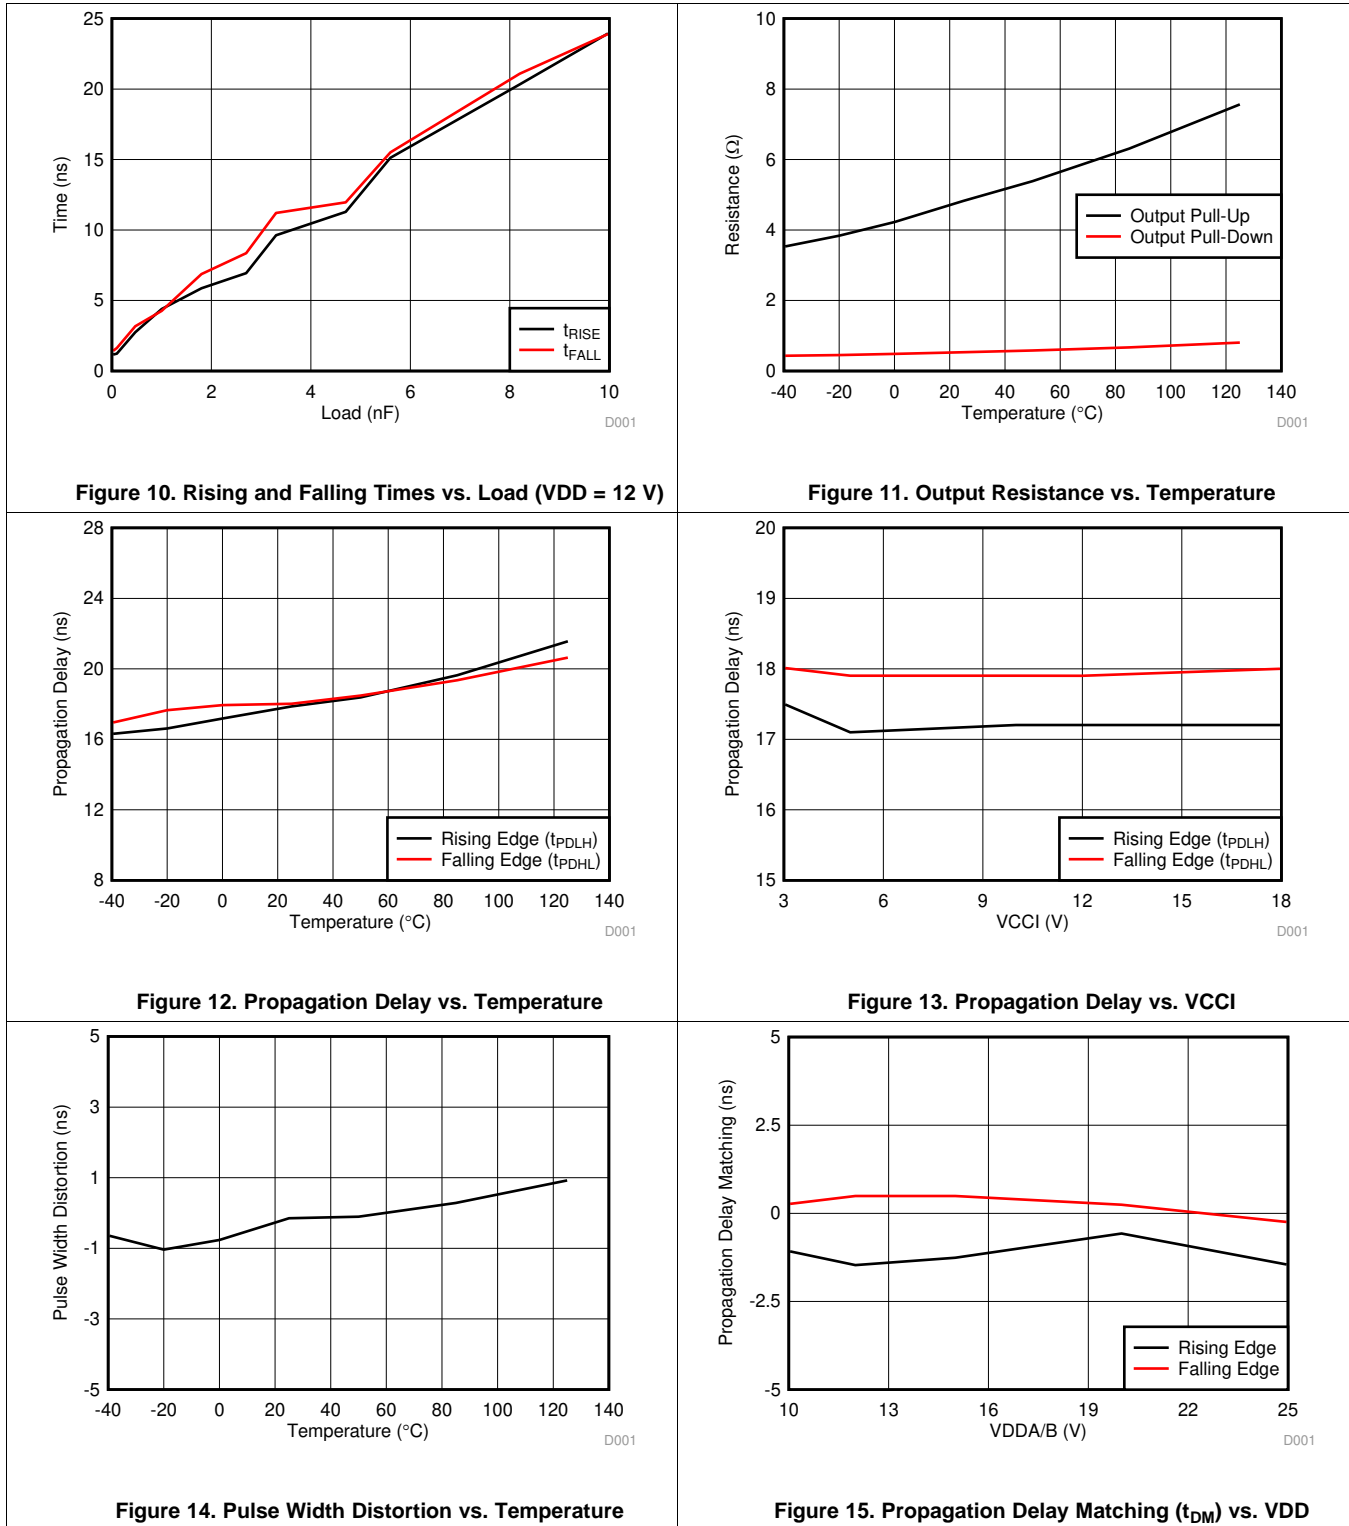 25
20
15
10
5
0
0 2 4 6 8 10
Time (ns)
Load (nF)
tRISE
tFALL
D001
Figure 10. Rising and Falling Times vs. Load (VDD = 12 V)
10
8
6
4
2
0
-40 -20 0 20 40 60 80 100 120 140
Resistance (Ω)
Temperature (°C)
Output Pull-Up
Output Pull-Down
D001
Figure 11. Output Resistance vs. Temperature
28
24
20
16
12
8
-40 -20 0 20 40 60 80 100 120 140
Propagation Delay (ns)
Temperature (°C)
Rising Edge (tPDLH)
Falling Edge (tPDHL)
D001
Figure 12. Propagation Delay vs. Temperature
20
19
18
17
16
15
3 6 9 12 15 18
Propagation Delay (ns)
VCCI (V)
Rising Edge (tPDLH)
Falling Edge (tPDHL)
D001
Figure 13. Propagation Delay vs. VCCI
5
3
1
-1
-3
-5
-40 -20 0 20 40 60 80 100 120 140
Pulse Width Distortion (ns)
Temperature (°C)
D001
Figure 14. Pulse Width Distortion vs. Temperature
5
2.5
0
-2.5
-5
10 13 16 19 22 25
Propagation Delay Matching (ns)
VDDA/B (V)
Rising Edge
Falling Edge
D001
Figure 15. Propagation Delay Matching (tDM) vs. VDD